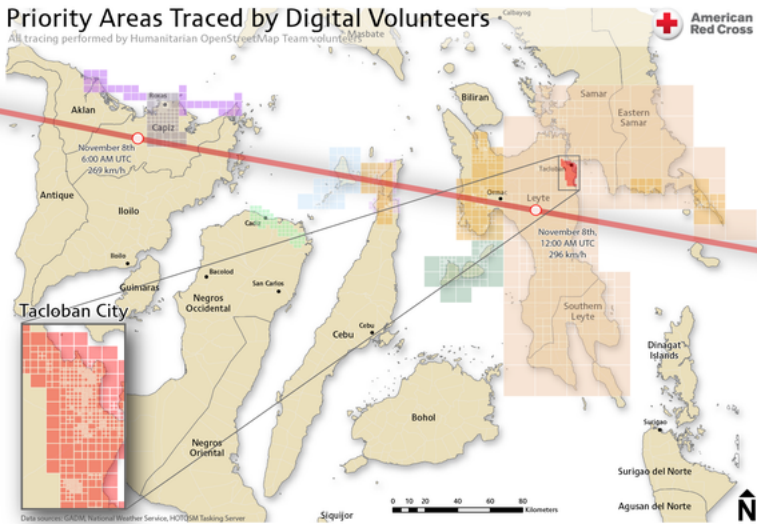 Priority Areas Traced by Digital Volunteers
All tracing performed by Humanitarian OpenStreetMap Team volunteers
American
Red Cross
Calbayog
Masbate
Biliran
Samar
Eastern
Samar
Roxas
Aklan
Capiz
November 8th
6:00 AM UTC
269 km/h
Tacloban
Antique
Ormac
Leyte
Iloilo
Cadiz
November 8th,
12:00 AM UTC
296 km/h
Iloilo
Guimaras
Bacolod
San Carlos
Negros
Occidental
Southern
Leyte
Tacloban City
Cebu
Cebu
Dinagat
Islands
Bohol
Surigao
Negros
Oriental
Surigao del Norte
0 10 20 40 60 80
Kilometers
Agusan del Norte
N
Siquijor
Data sources: GADM, National Weather Service, HOTOSM Tasking Server